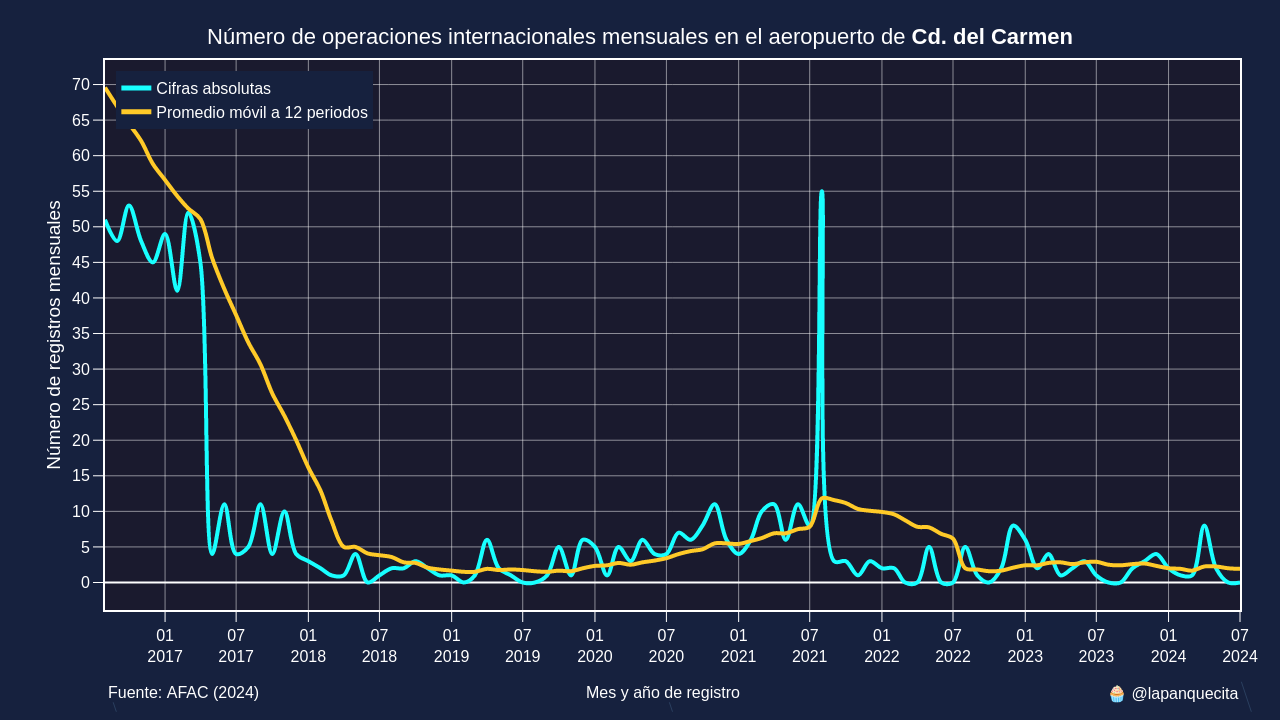 Número de operaciones internacionales mensuales en el aeropuerto de Cd. del Carmen
Cifras absolutas
Promedio móvil a 12 periodos
Número de registros mensuales
70
65
60
55
50
45
40
35
30
25
20
15
10
5
0
01 07 01 07 01 07 01 07 01 07 01 07 01 07 01 07
2017 2017 2018 2018 2019 2019 2020 2020 2021 2021 2022 2022 2023 2023 2024 2024
Fuente: AFAC (2024)
Mes y año de registro
🧁 @lapanquecita